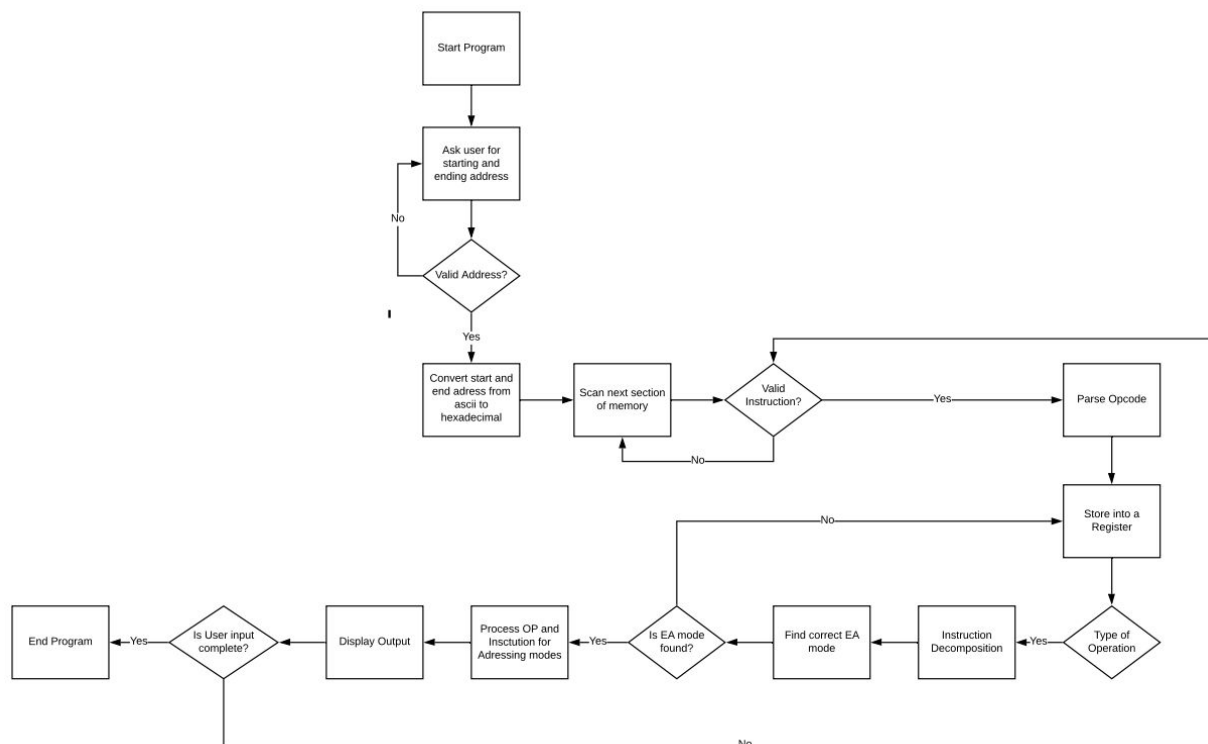 Start Program
Ask user for
starting and
ending address
No
Valid Address?
Yes
Convert start and
end adress from
ascii to
hexadecimal
Scan next section
of memory
Valid
Instruction?
Yes
Parse Opcode
No
Store into a
Register
No
End Program
Yes
Is User input
complete?
Display Output
Process OP and
Insctution for
Adressing modes
Yes
Is EA mode
found?
Find correct EA
mode
Instruction
Decomposition
Yes
Type of
Operation
No